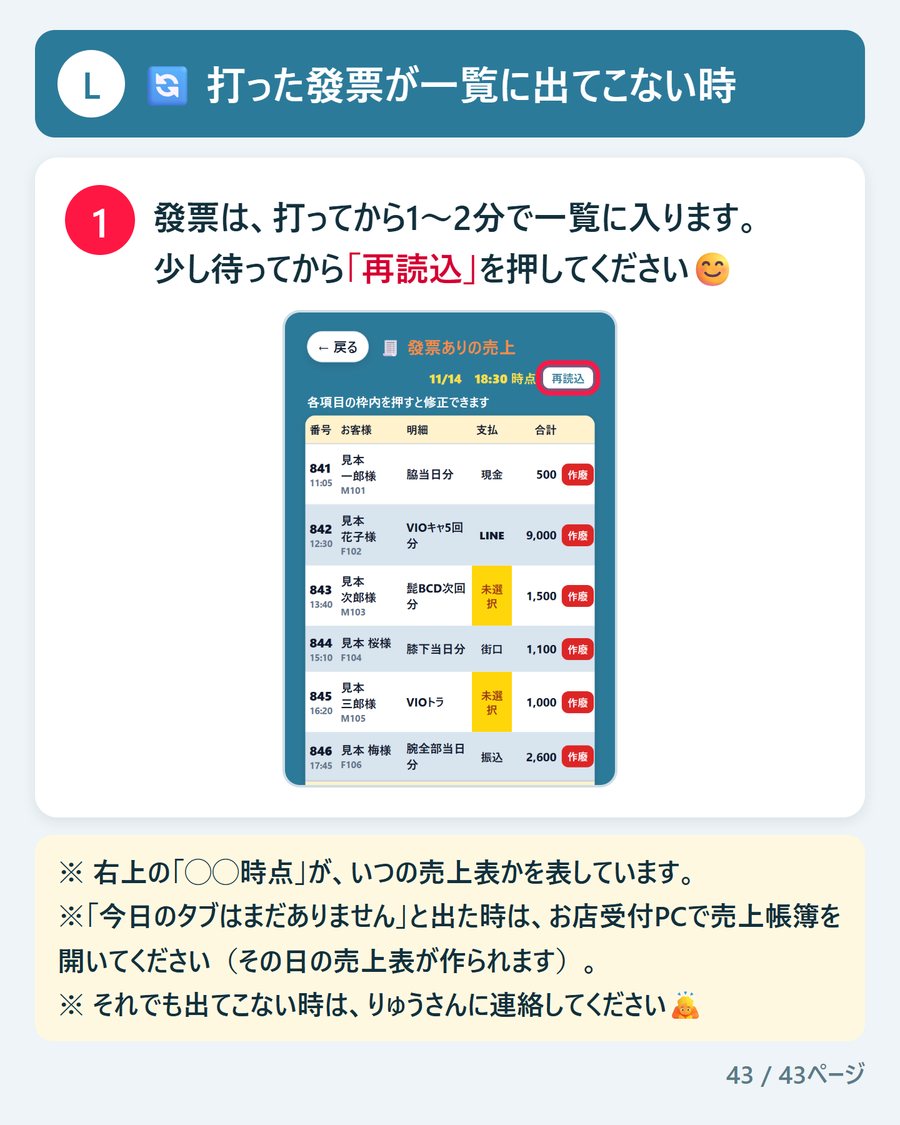 L 🔄 打った發票が一覧に出てこない時
1 發票は、打ってから1〜2分で一覧に入ります。
少し待ってから「再読込」を押してください😊
← 戻る 🧾 發票ありの売上
11/14 18:30 時点 再読込
各項目の枠内を押すと修正できます
番号 お客様 明細 支払 合計
841 11:05 見本 一郎様 M101 脇当日分 現金 500 作廢
842 12:30 見本 花子様 F102 VIOキャ5回分 LINE 9,000 作廢
843 13:40 見本 次郎様 M103 髭BCD次回分 未選択 1,500 作廢
844 15:10 見本 桜様 F104 膝下当日分 街口 1,100 作廢
845 16:20 見本 三郎様 M105 VIOトラ 未選択 1,000 作廢
846 17:45 見本 梅様 F106 腕全部当日分 振込 2,600 作廢
※ 右上の「◯◯時点」が、いつの売上表かを表しています。
※「今日のタブはまだありません」と出た時は、お店受付PCで売上帳簿を
開いてください（その日の売上表が作られます）。
※ それでも出てこない時は、りゅうさんに連絡してください🙇
43 / 43ページ